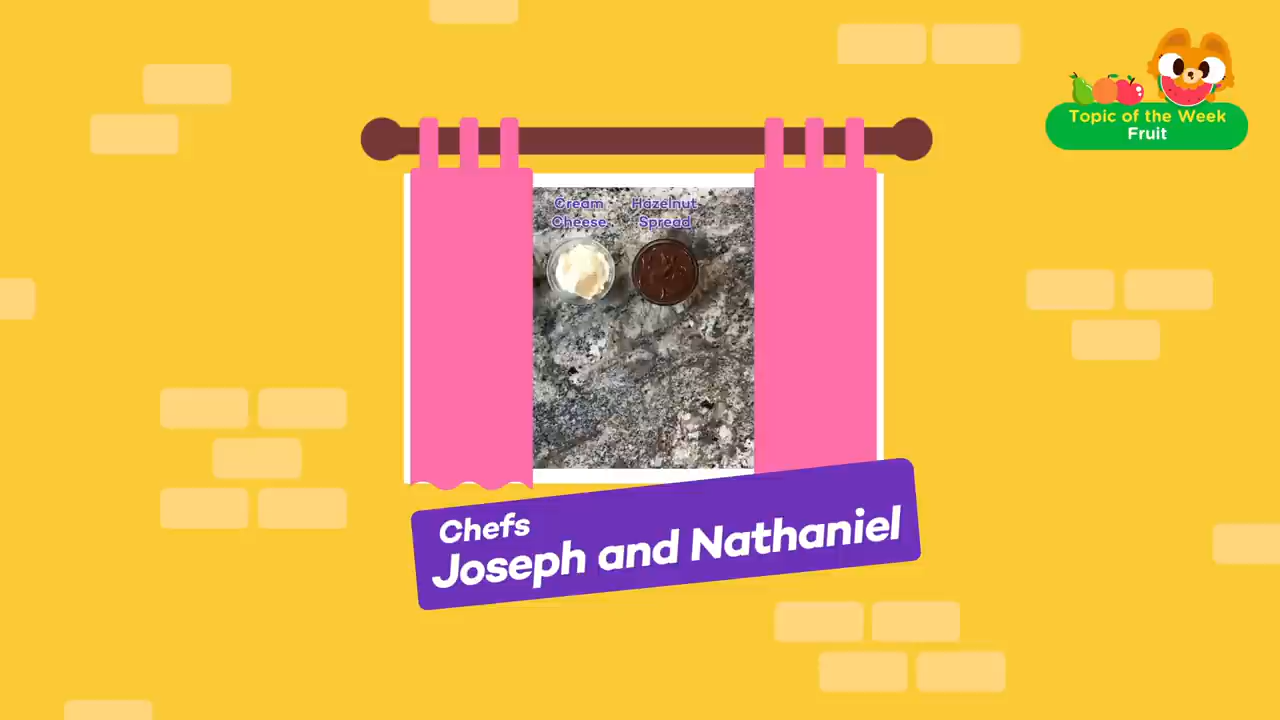 Topic of the Week
Fruit
Cream
Cheese
Hazelnut
Spread
Chefs
Joseph and Nathaniel